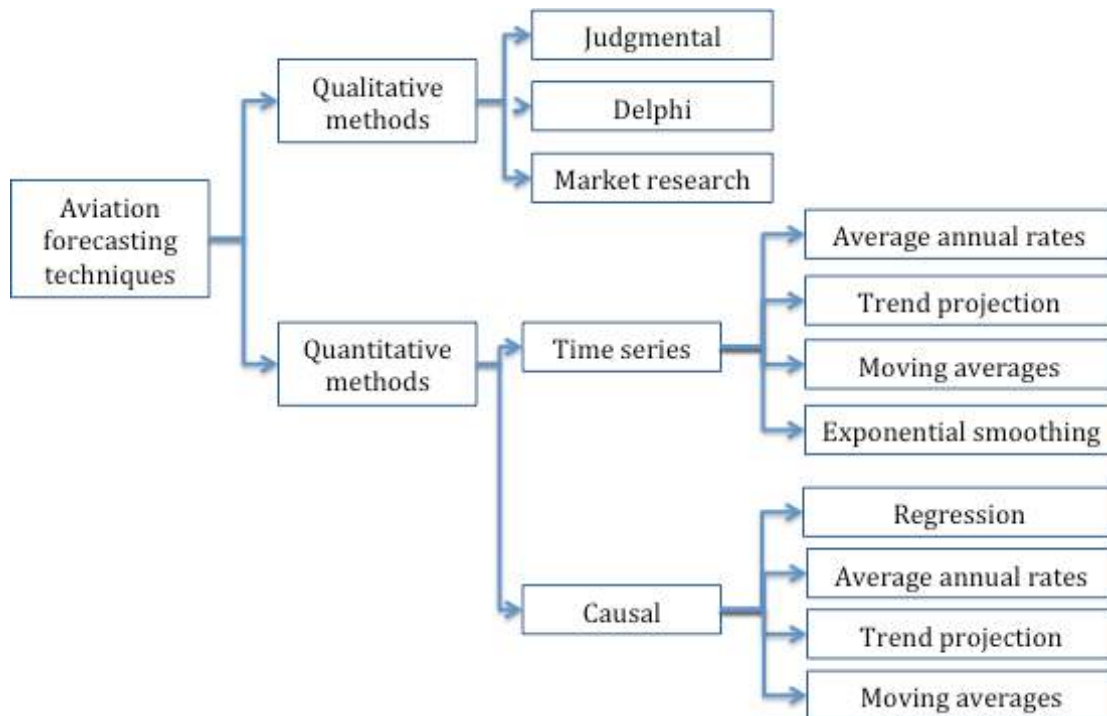 Aviation
forecasting
techniques
Qualitative
methods
Judgmental
Delphi
Market research
Quantitative
methods
Time series
Average annual rates
Trend projection
Moving averages
Exponential smoothing
Causal
Regression
Average annual rates
Trend projection
Moving averages